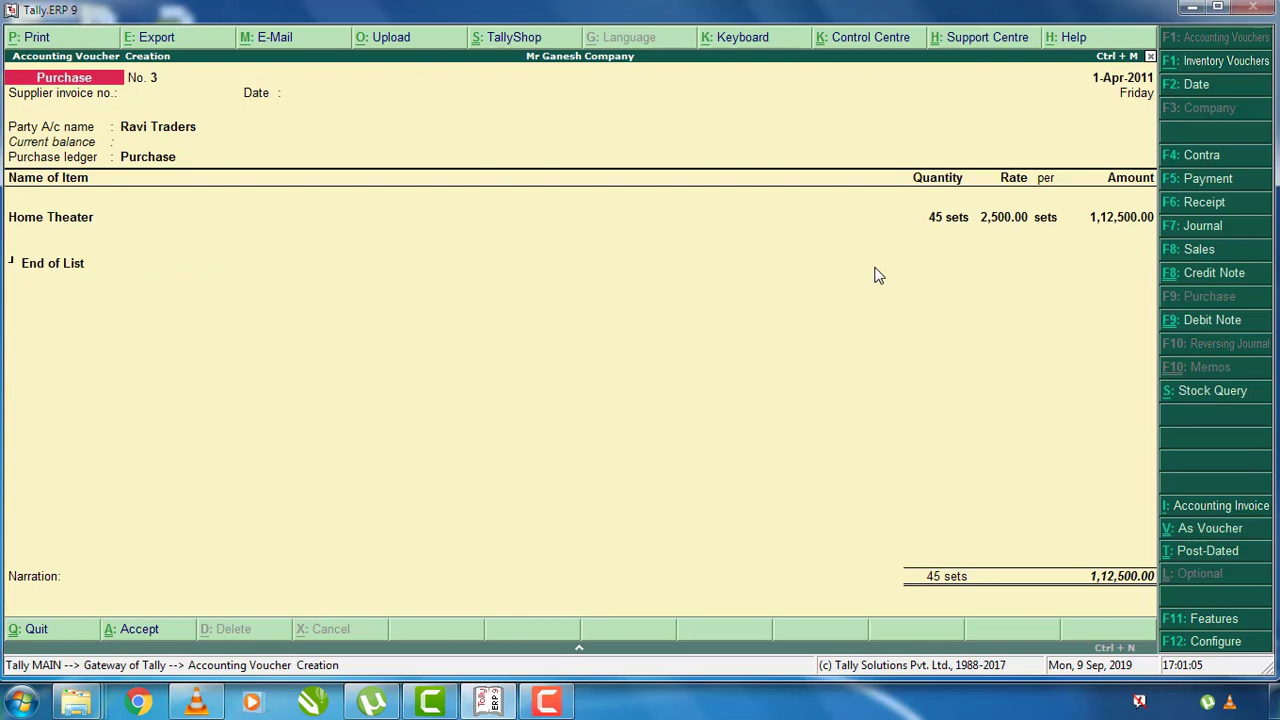 Tally.ERP 9
P: Print
E: Export
M: E-Mail
O: Upload
S: TallyShop
G: Language
K: Keyboard
K: Control Centre
H: Support Centre
H: Help
Accounting Voucher Creation
Mr Ganesh Company
Ctrl + M
Purchase No. 3
1-Apr-2011
Supplier invoice no.:
Date :
Friday
Party A/c name : Ravi Traders
Current balance :
Purchase ledger : Purchase
Name of Item Quantity Rate per Amount
Home Theater 45 sets 2,500.00 sets 1,12,500.00
End of List
Narration:
45 sets 1,12,500.00
F1: Accounting Vouchers
F1: Inventory Vouchers
F2: Date
F3: Company
F4: Contra
F5: Payment
F6: Receipt
F7: Journal
F8: Sales
F8: Credit Note
F9: Purchase
F9: Debit Note
F10: Reversing Journal
F10: Memos
S: Stock Query
I: Accounting Invoice
V: As Voucher
T: Post-Dated
L: Optional
F11: Features
F12: Configure
Q: Quit
A: Accept
D: Delete
X: Cancel
Ctrl + N
Tally MAIN --> Gateway of Tally --> Accounting Voucher Creation
(c) Tally Solutions Pvt. Ltd., 1988-2017
Mon, 9 Sep, 2019
17:01:05
Tally
ERP
9